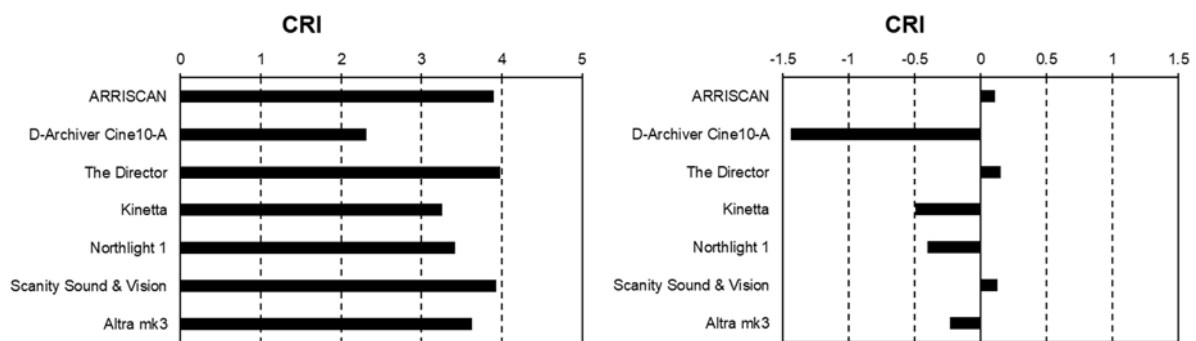 CRI
0 1 2 3 4 5
ARRISCAN
D-Archiver Cine10-A
The Director
Kinetta
Northlight 1
Scanity Sound & Vision
Altra mk3
CRI
-1.5 -1 -0.5 0 0.5 1 1.5
ARRISCAN
D-Archiver Cine10-A
The Director
Kinetta
Northlight 1
Scanity Sound & Vision
Altra mk3